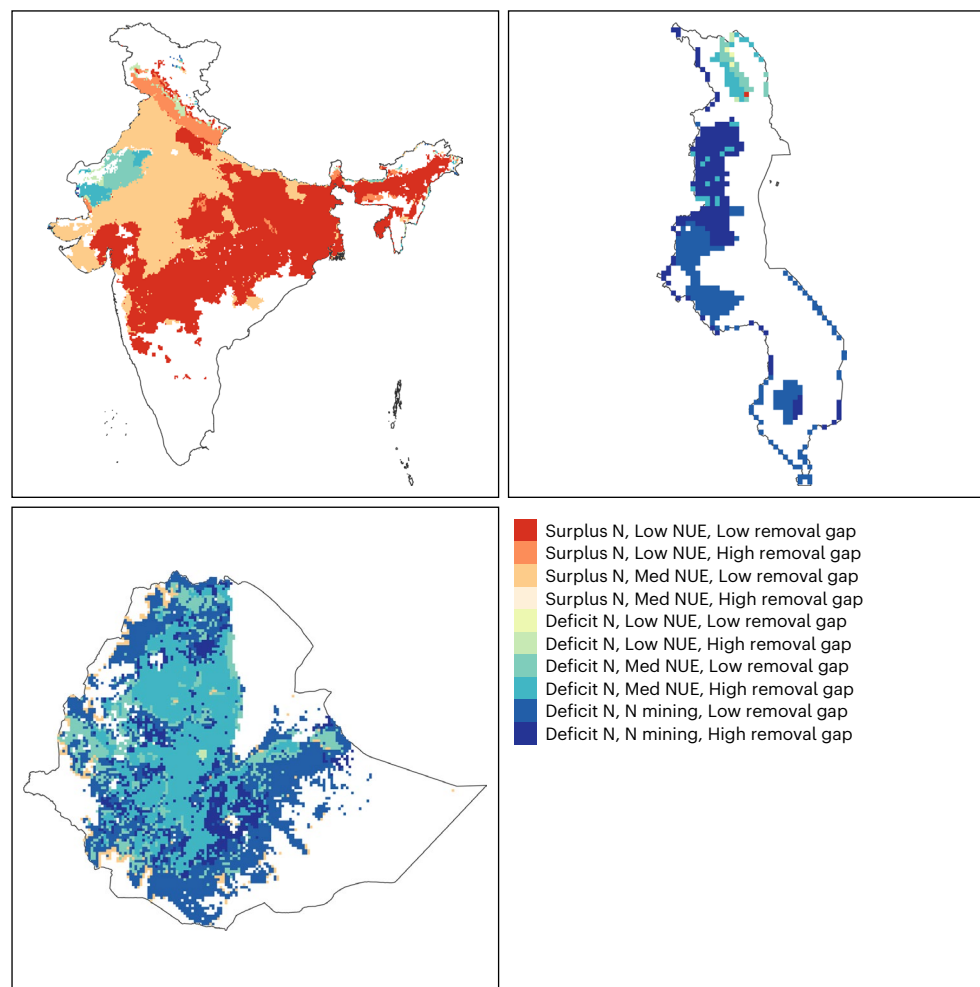 Surplus N, Low NUE, Low removal gap
Surplus N, Low NUE, High removal gap
Surplus N, Med NUE, Low removal gap
Surplus N, Med NUE, High removal gap
Deficit N, Low NUE, Low removal gap
Deficit N, Low NUE, High removal gap
Deficit N, Med NUE, Low removal gap
Deficit N, Med NUE, High removal gap
Deficit N, N mining, Low removal gap
Deficit N, N mining, High removal gap